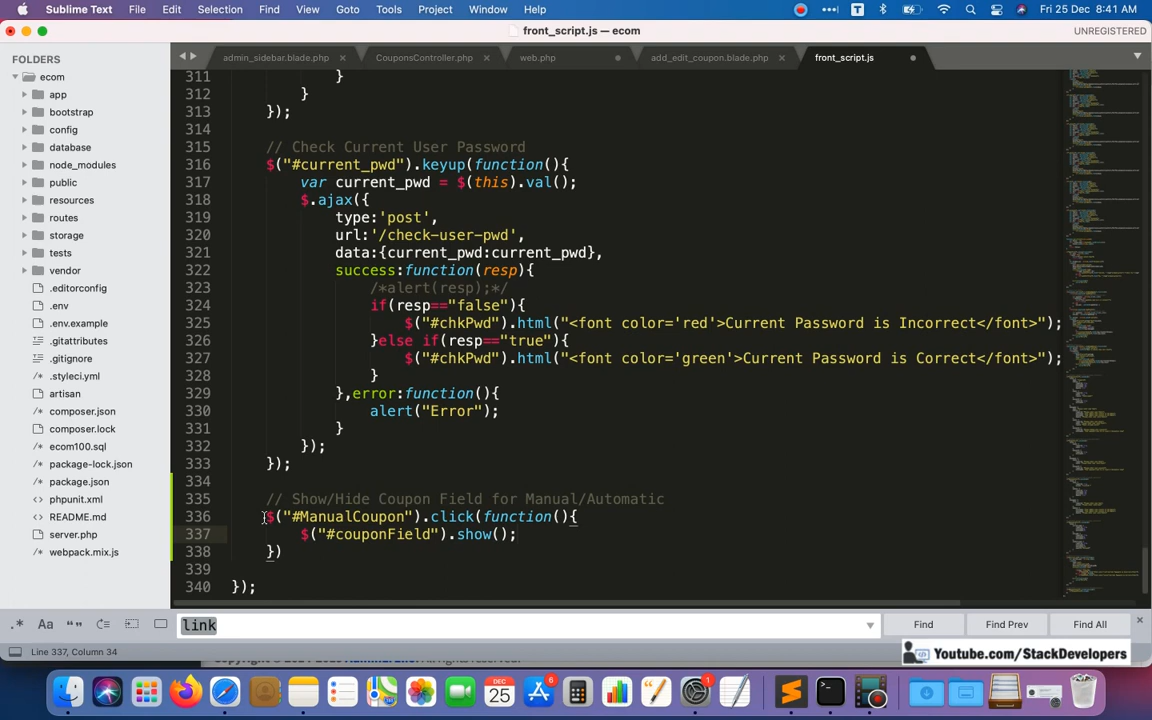 Sublime Text File Edit Selection Find View Goto Tools Project Window Help Fri 25 Dec 8:41 AM
front_script.js — ecom UNREGISTERED
FOLDERS
ecom
app
bootstrap
config
database
node_modules
public
resources
routes
storage
tests
vendor
.editorconfig
.env
.env.example
.gitattributes
.gitignore
.styleci.yml
artisan
composer.json
composer.lock
ecom100.sql
package-lock.json
package.json
phpunit.xml
README.md
server.php
webpack.mix.js
admin_sidebar.blade.php CouponsController.php web.php add_edit_coupon.blade.php front_script.js
311 }
312 }
313 });
314
315 // Check Current User Password
316 $("#current_pwd").keyup(function(){
317 var current_pwd = $(this).val();
318 $.ajax({
319 type:'post',
320 url:'/check-user-pwd',
321 data:{current_pwd:current_pwd},
322 success:function(resp){
323 /*alert(resp);*/
324 if(resp=="false"){
325 $("#chkPwd").html("<font color='red'>Current Password is Incorrect</font>");
326 }else if(resp=="true"){
327 $("#chkPwd").html("<font color='green'>Current Password is Correct</font>");
328 }
329 },error:function(){
330 alert("Error");
331 }
332 });
333 });
334
335 // Show/Hide Coupon Field for Manual/Automatic
336 $("#ManualCoupon").click(function(){
337 $("#couponField").show();
338 })
339
340 });
.* Aa "" link Find Find Prev Find All
Line 337, Column 34
Youtube.com/StackDevelopers
DEC 25 6 1